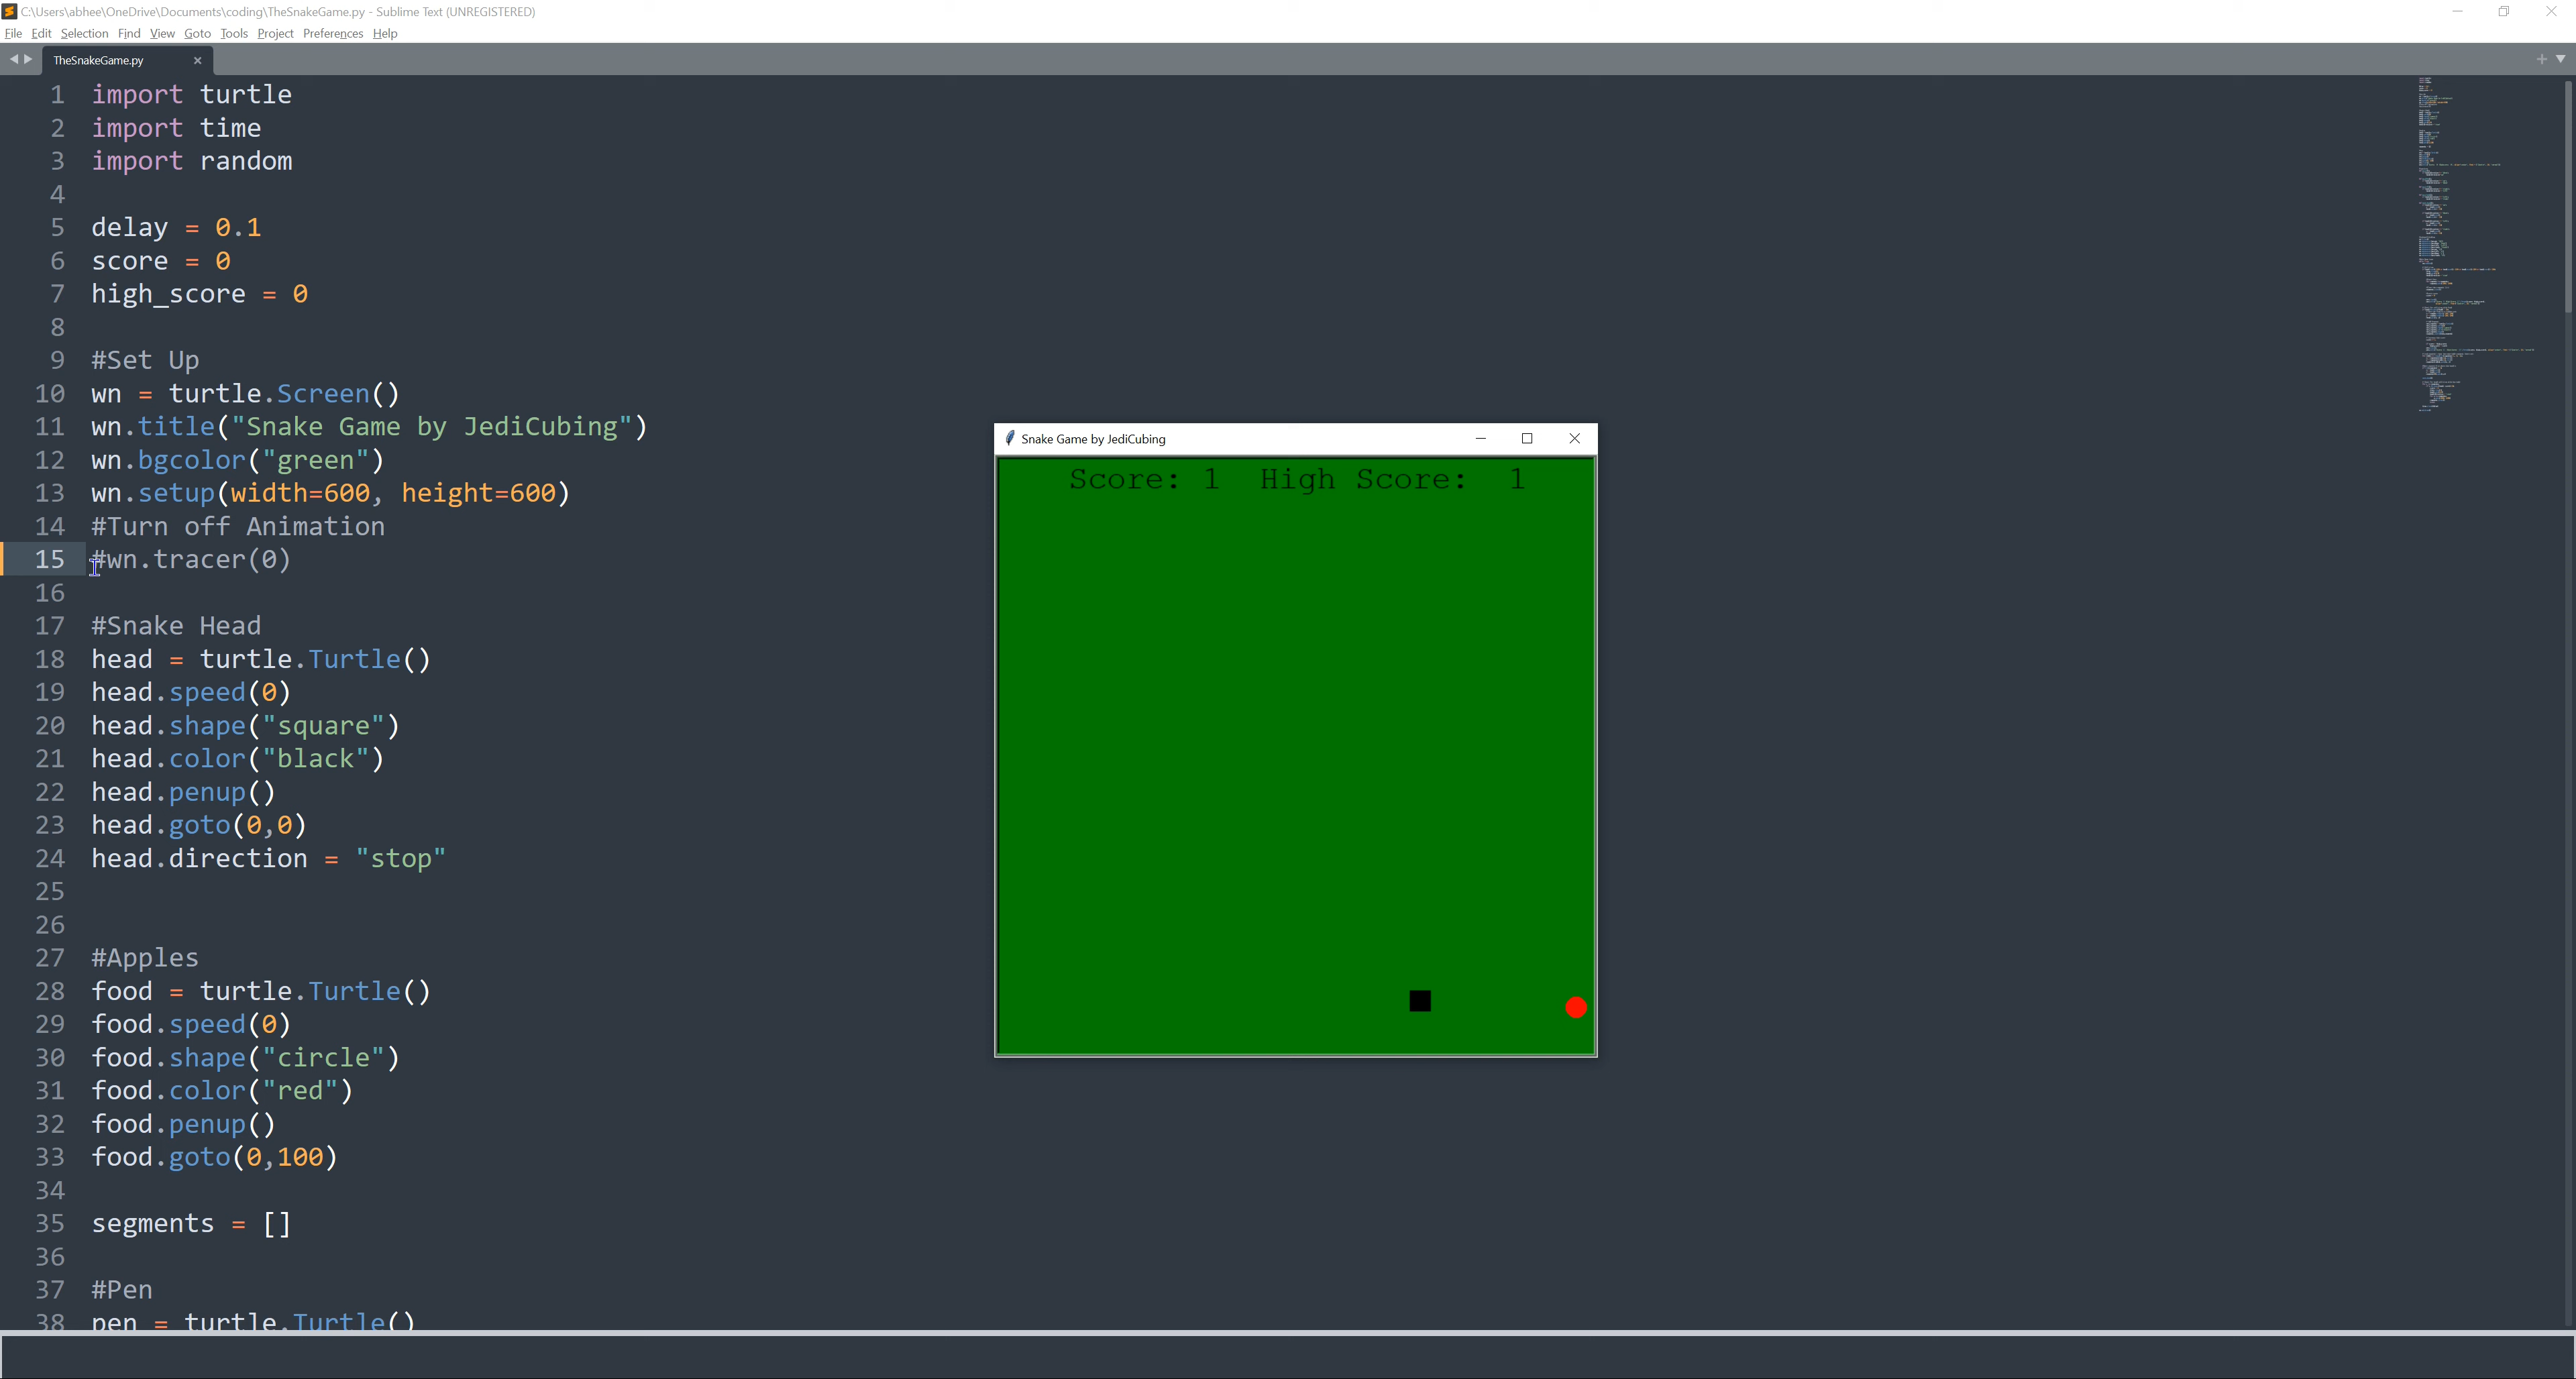 C:\Users\abhee\OneDrive\Documents\coding\TheSnakeGame.py - Sublime Text (UNREGISTERED)
File Edit Selection Find View Goto Tools Project Preferences Help
TheSnakeGame.py
1 import turtle
2 import time
3 import random
4
5 delay = 0.1
6 score = 0
7 high_score = 0
8
9 #Set Up
10 wn = turtle.Screen()
11 wn.title("Snake Game by JediCubing")
12 wn.bgcolor("green")
13 wn.setup(width=600, height=600)
14 #Turn off Animation
15 #wn.tracer(0)
16
17 #Snake Head
18 head = turtle.Turtle()
19 head.speed(0)
20 head.shape("square")
21 head.color("black")
22 head.penup()
23 head.goto(0,0)
24 head.direction = "stop"
25
26
27 #Apples
28 food = turtle.Turtle()
29 food.speed(0)
30 food.shape("circle")
31 food.color("red")
32 food.penup()
33 food.goto(0,100)
34
35 segments = []
36
37 #Pen
38 pen = turtle.Turtle()
Snake Game by JediCubing
Score: 1 High Score: 1